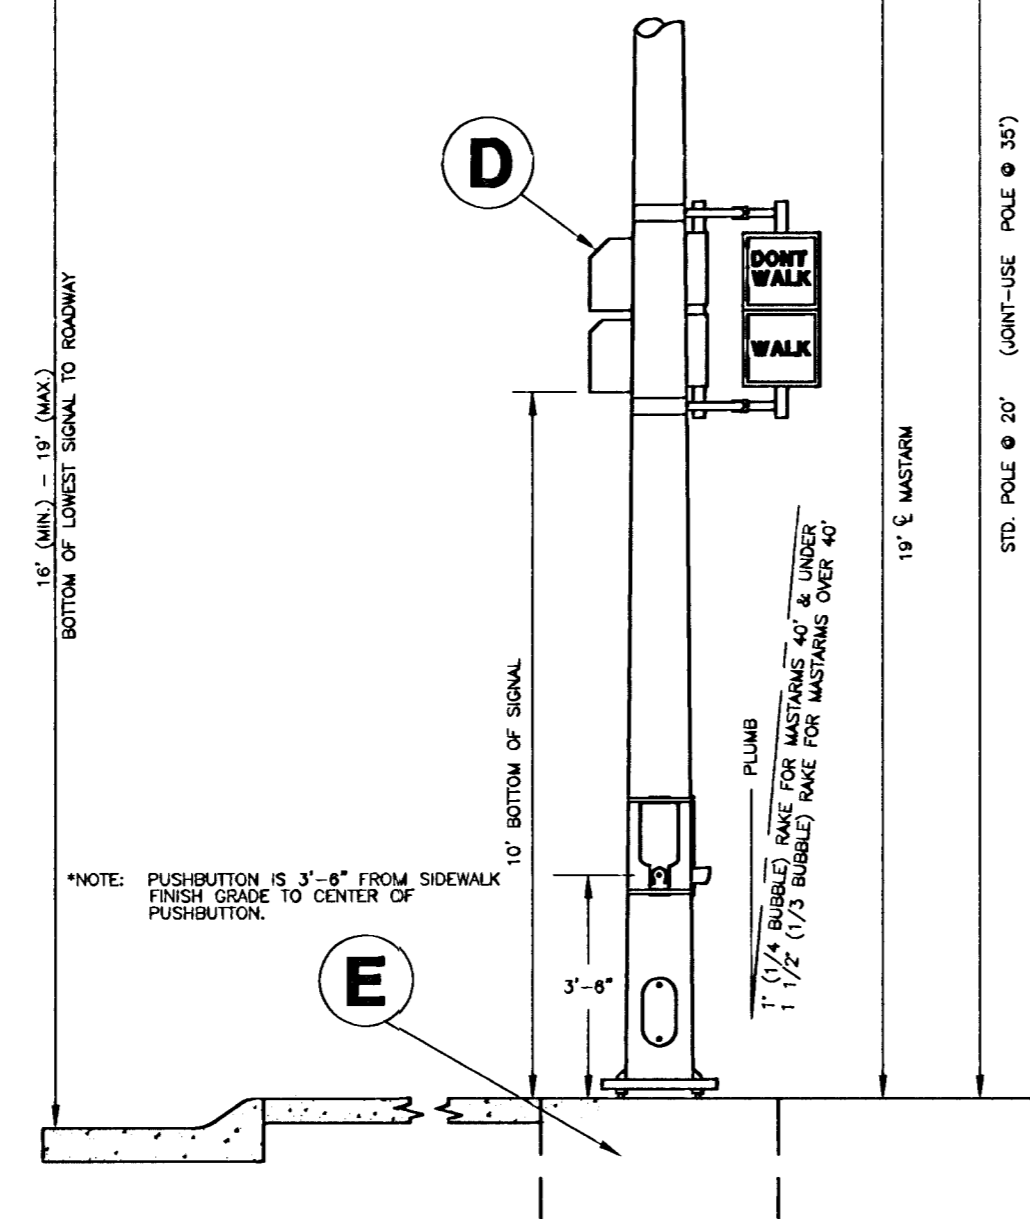 D
DONT
WALK
WALK
16' (MIN.) - 19' (MAX.)
BOTTOM OF LOWEST SIGNAL TO ROADWAY
10' BOTTOM OF SIGNAL
*NOTE: PUSHBUTTON IS 3'-6" FROM SIDEWALK
FINISH GRADE TO CENTER OF
PUSHBUTTON.
E
3'-6"
PLUMB
1" (1/4 BUBBLE) RAKE FOR MASTARMS 40' & UNDER
1 1/2" (1/3 BUBBLE) RAKE FOR MASTARMS OVER 40'
19' ℄ MASTARM
STD. POLE @ 20' (JOINT-USE POLE @ 35')